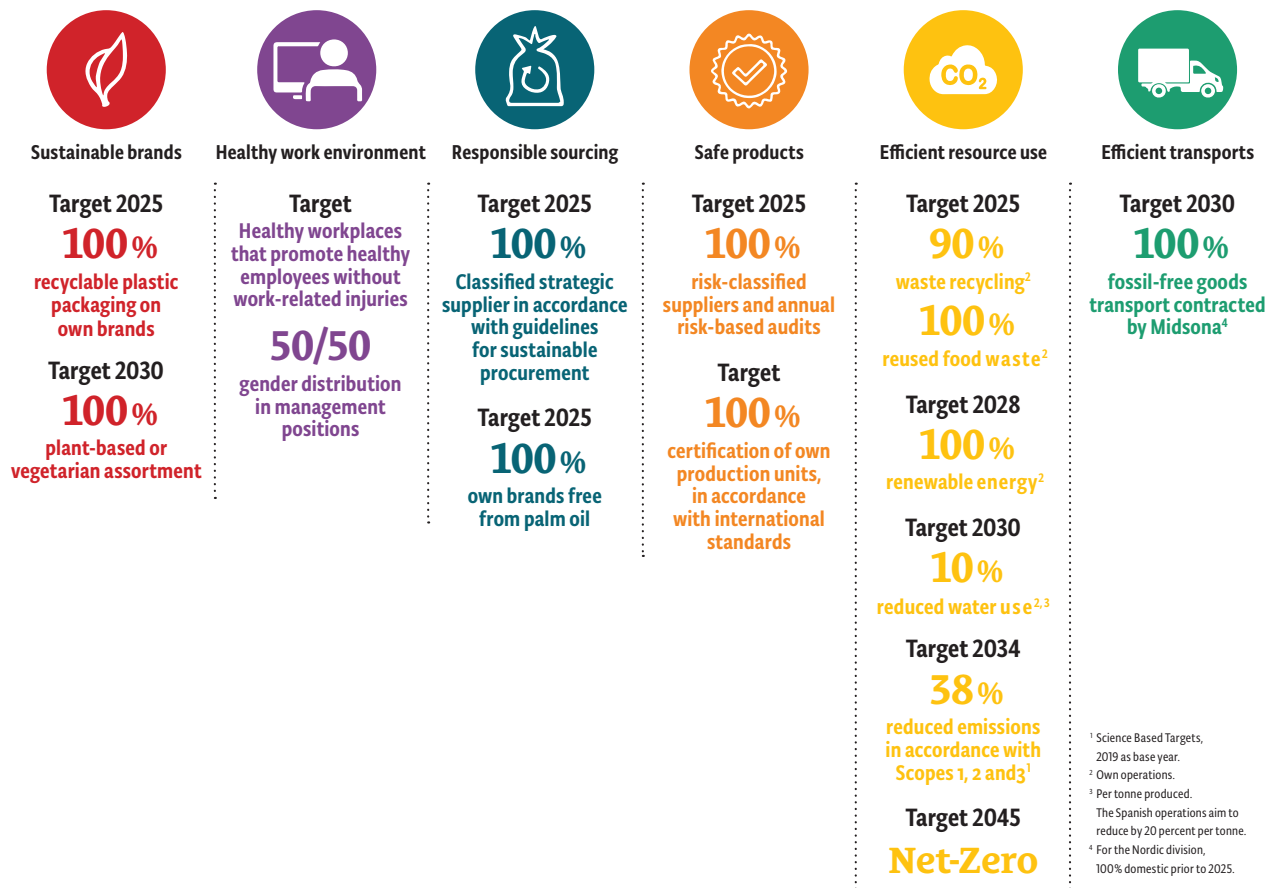 CO₂
Sustainable brands
Target 2025
100 %
recyclable plastic
packaging on
own brands
Target 2030
100 %
plant-based or
vegetarian assortment
Healthy work environment
Target
Healthy workplaces
that promote healthy
employees without
work-related injuries
50/50
gender distribution
in management
positions
Responsible sourcing
Target 2025
100 %
Classified strategic
supplier in accordance
with guidelines
for sustainable
procurement
Target 2025
100 %
own brands free
from palm oil
Safe products
Target 2025
100 %
risk-classified
suppliers and annual
risk-based audits
Target
100 %
certification of own
production units,
in accordance
with international
standards
Efficient resource use
Target 2025
90 %
waste recycling²
100 %
reused food waste²
Target 2028
100 %
renewable energy²
Target 2030
10 %
reduced water use²,³
Target 2034
38 %
reduced emissions
in accordance with
Scopes 1, 2 and3¹
Target 2045
Net-Zero
Efficient transports
Target 2030
100 %
fossil-free goods
transport contracted
by Midsona⁴
¹ Science Based Targets,
2019 as base year.
² Own operations.
³ Per tonne produced.
The Spanish operations aim to
reduce by 20 percent per tonne.
⁴ For the Nordic division,
100% domestic prior to 2025.